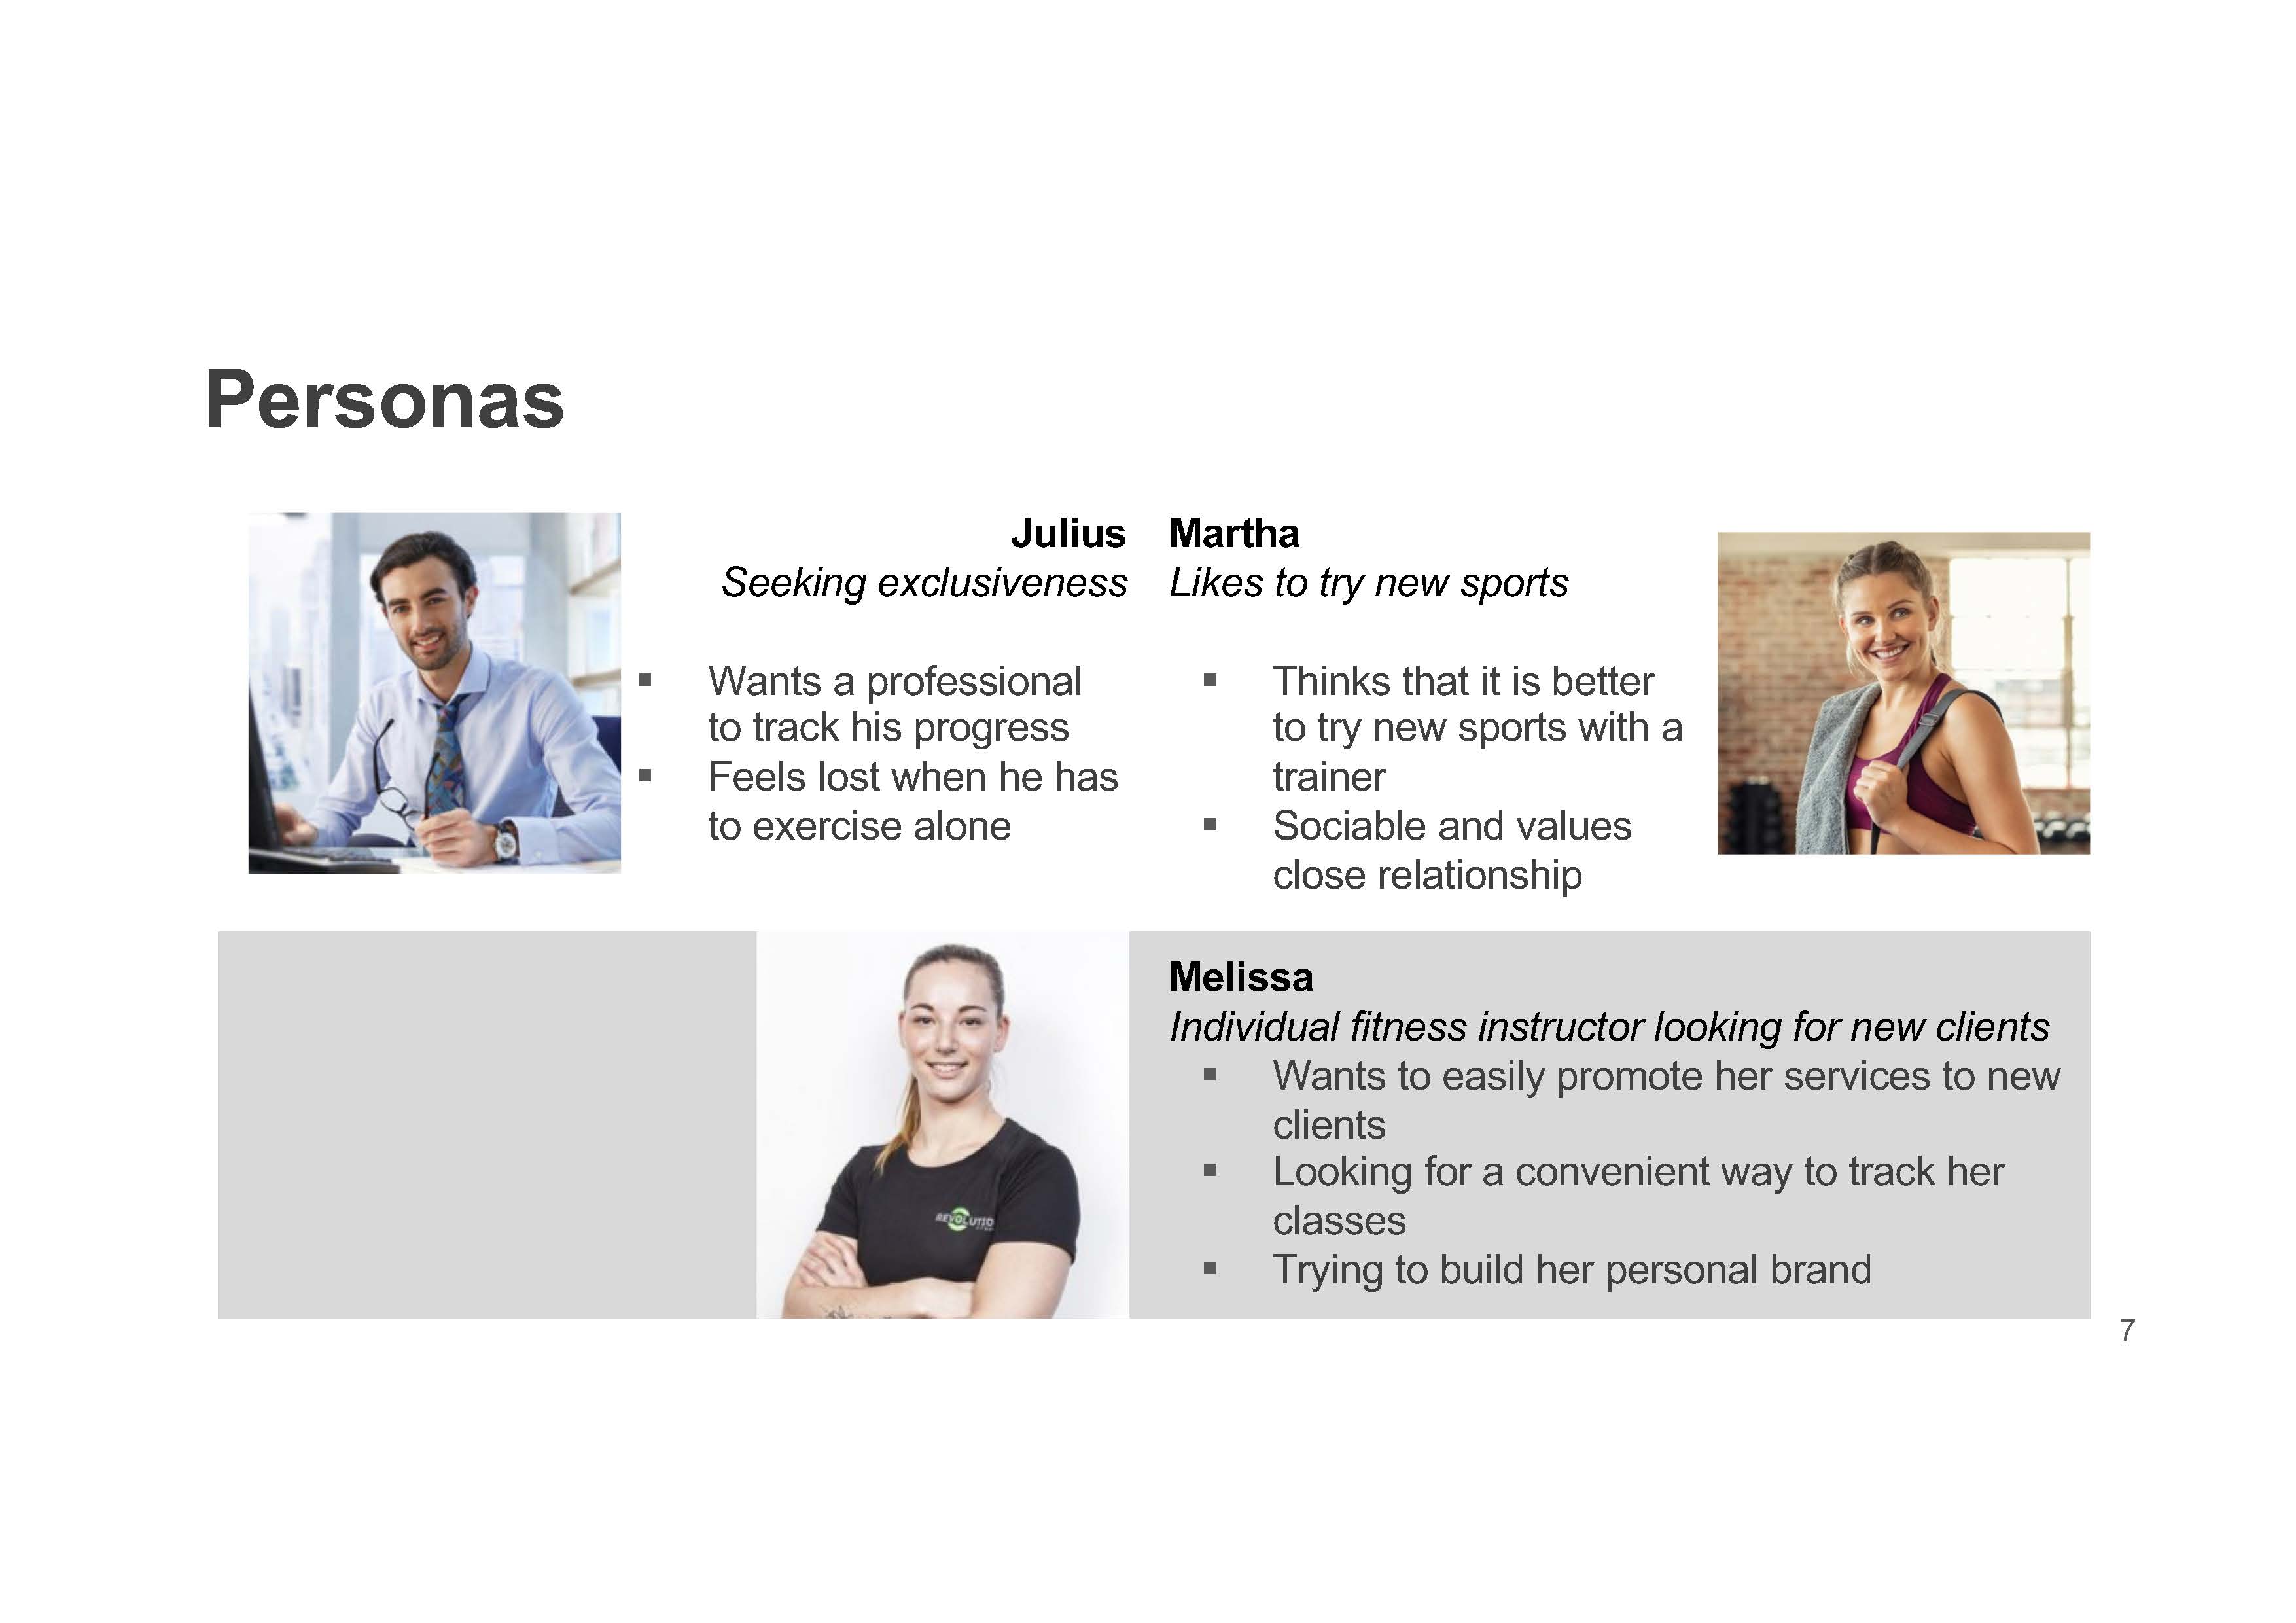 Personas
Julius
Seeking exclusiveness
▪ Wants a professional
to track his progress
▪ Feels lost when he has
to exercise alone
Martha
Likes to try new sports
▪ Thinks that it is better
to try new sports with a
trainer
▪ Sociable and values
close relationship
REVOLUTIO
Melissa
Individual fitness instructor looking for new clients
▪ Wants to easily promote her services to new
clients
▪ Looking for a convenient way to track her
classes
▪ Trying to build her personal brand
7